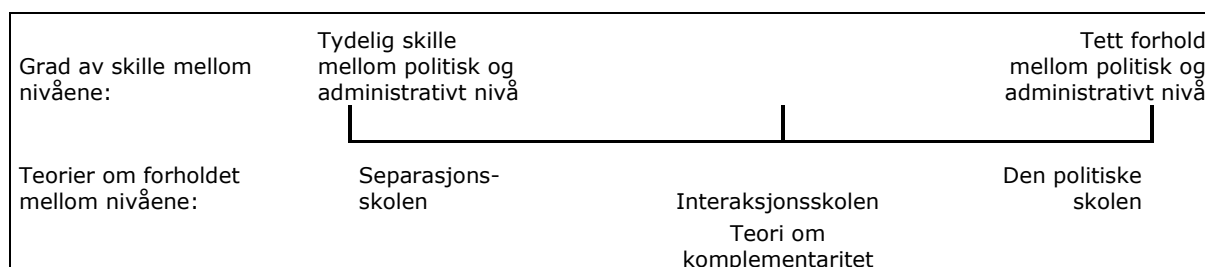 Grad av skille mellom
nivåene:
Tydelig skille
mellom politisk og
administrativt nivå
Tett forhold
mellom politisk og
administrativt nivå
Teorier om forholdet
mellom nivåene:
Separasjons-
skolen
Interaksjonsskolen
Teori om
komplementaritet
Den politiske
skolen